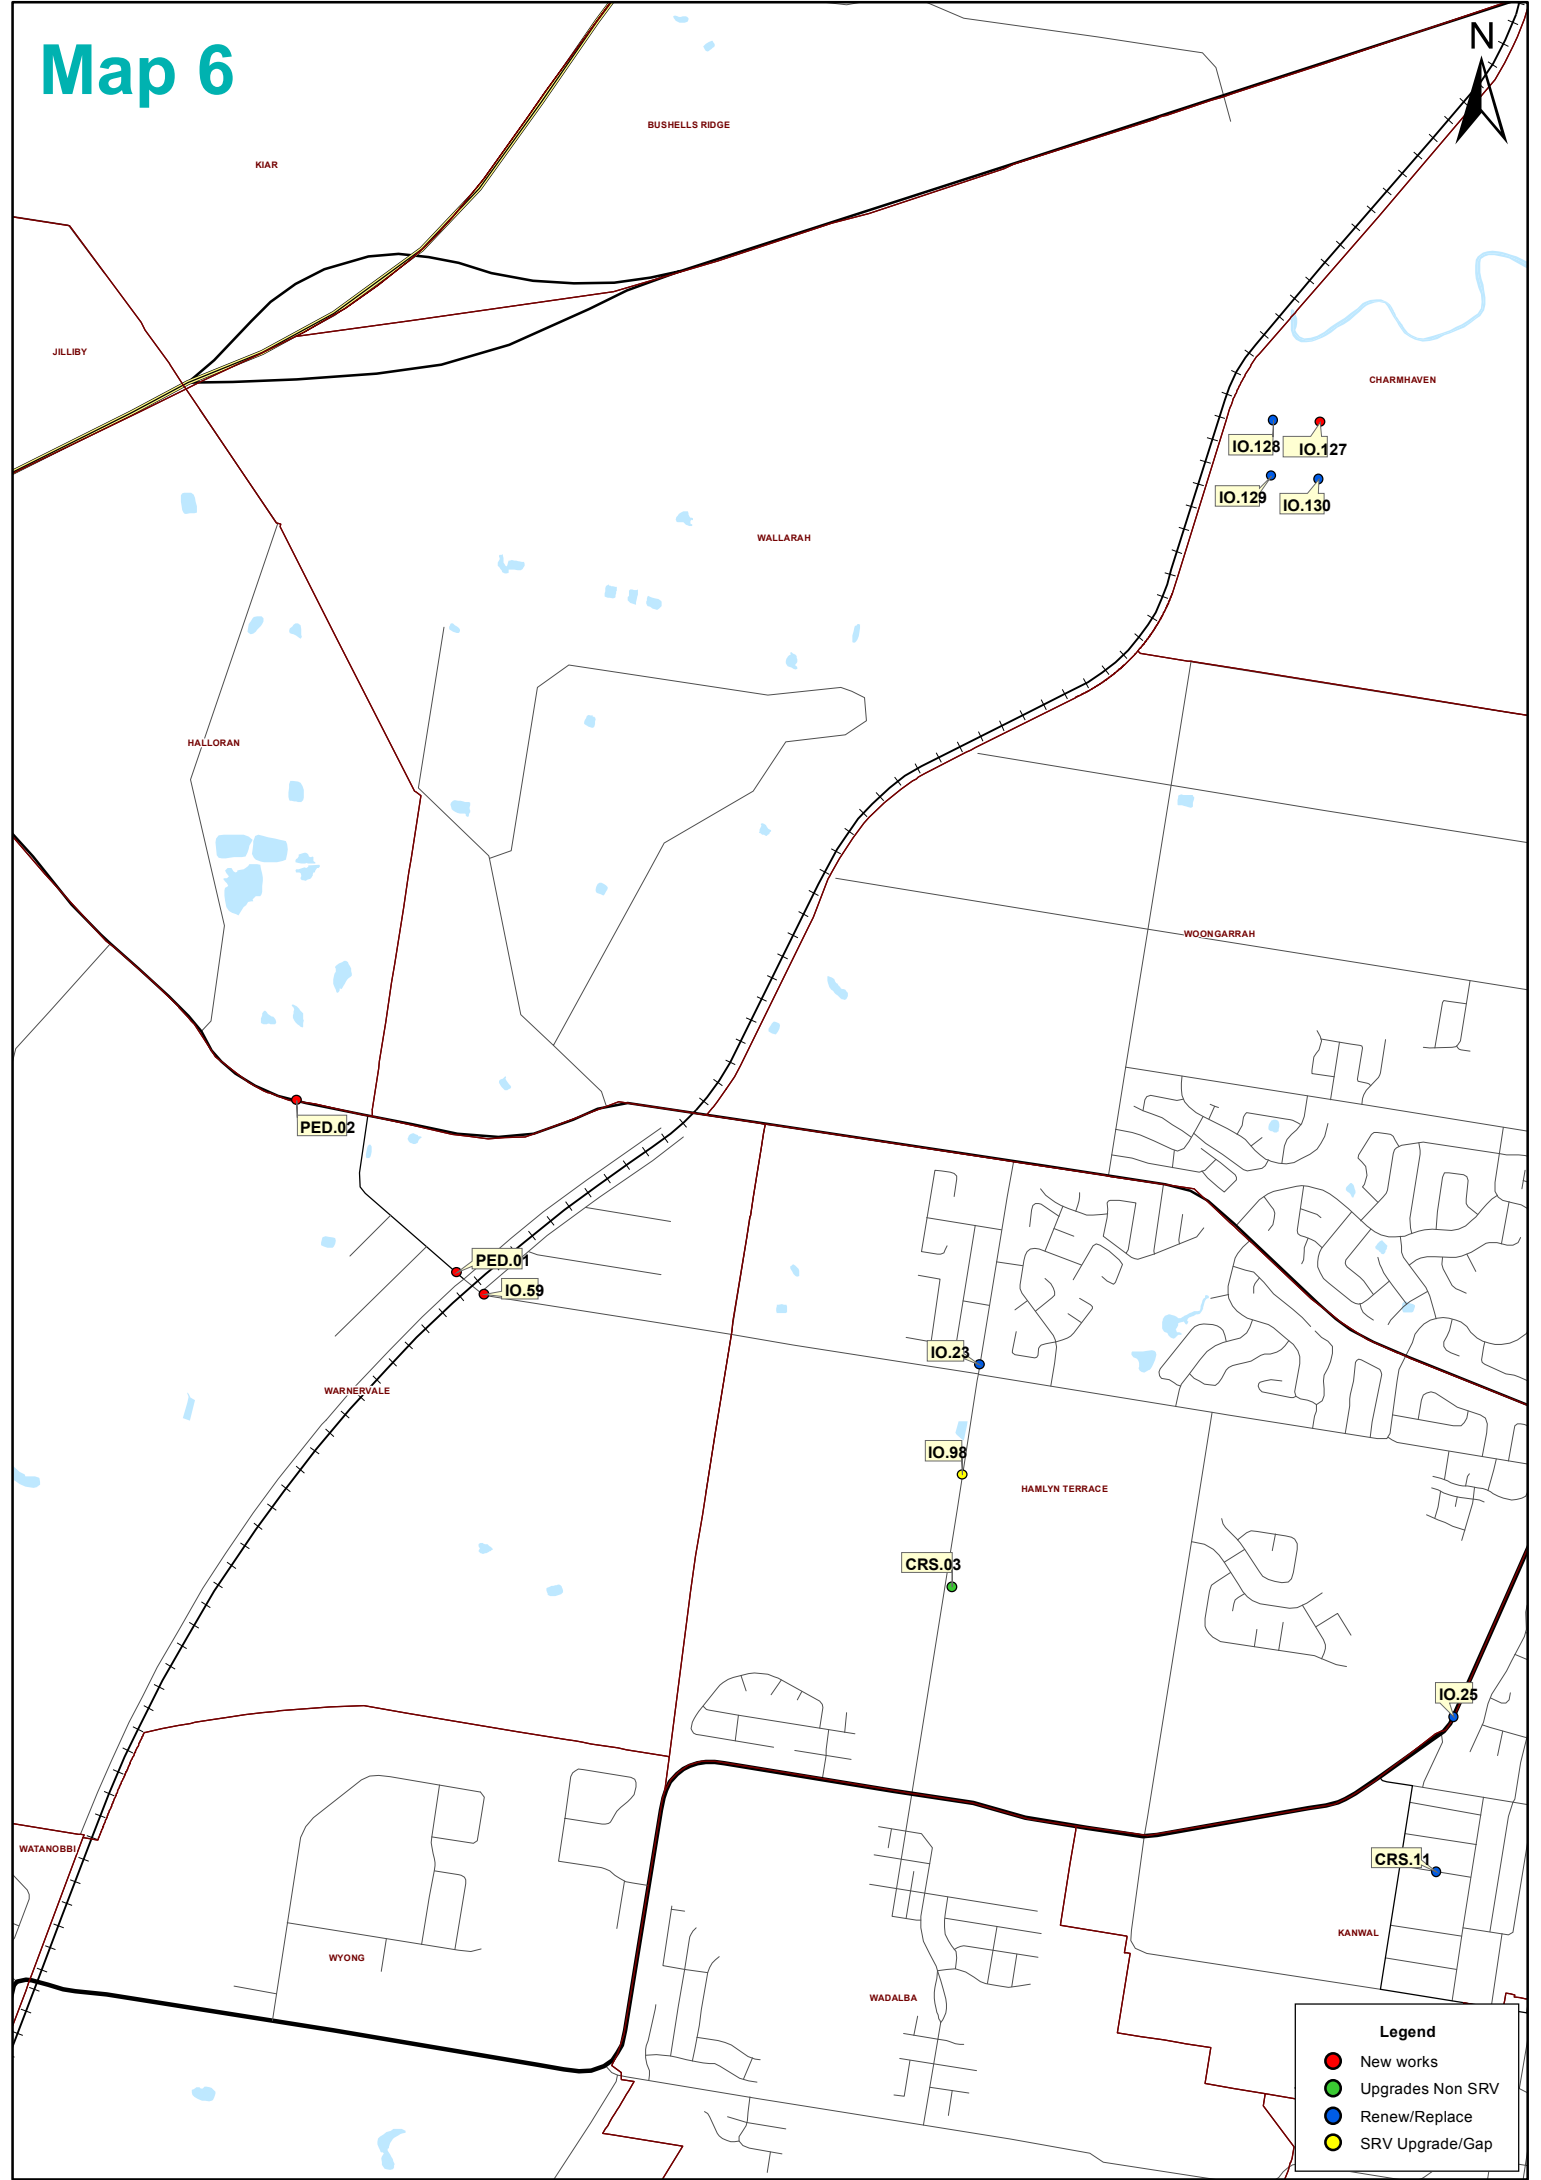 Map 6
N
BUSHELLS RIDGE
KIAR
JILLIBY
CHARMHAVEN
IO.128
IO.127
IO.129
IO.130
WALLARAH
HALLORAN
WOONGARRAH
PED.02
PED.01
IO.59
IO.23
WARNERVALE
IO.98
HAMLYN TERRACE
CRS.03
IO.25
WATANOBBI
CRS.11
KANWAL
WYONG
WADALBA
Legend
New works
Upgrades Non SRV
Renew/Replace
SRV Upgrade/Gap